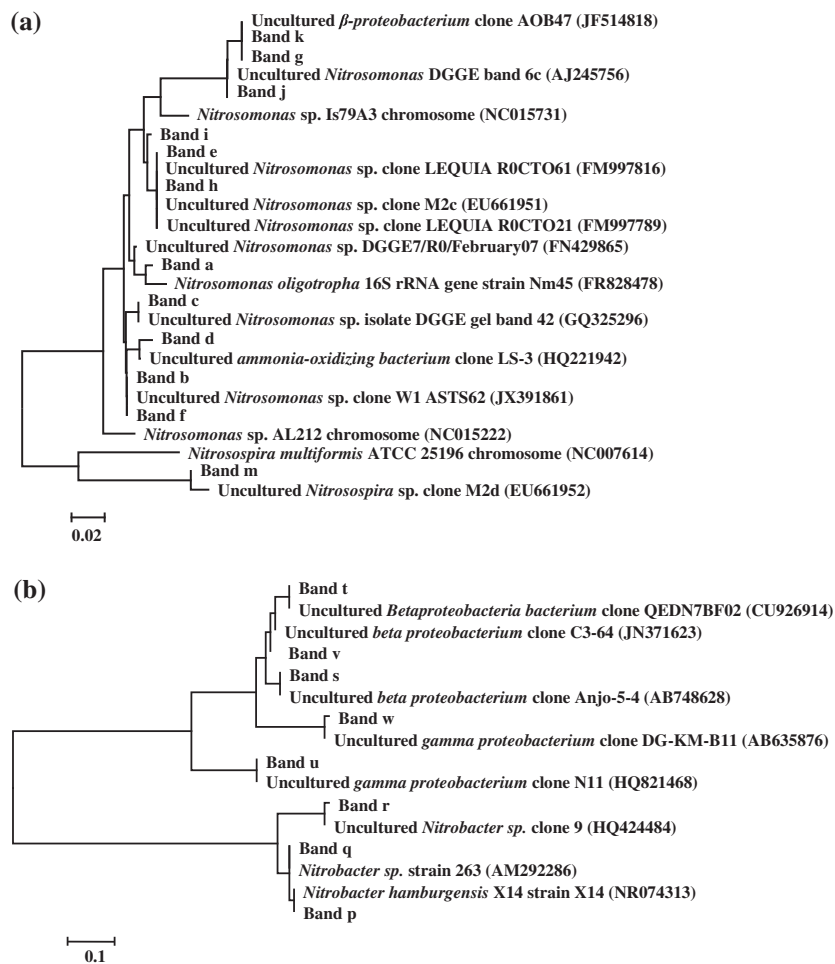 (a)
Uncultured β-proteobacterium clone AOB47 (JF514818)
Band k
Band g
Uncultured Nitrosomonas DGGE band 6c (AJ245756)
Band j
Nitrosomonas sp. Is79A3 chromosome (NC015731)
Band i
Band e
Uncultured Nitrosomonas sp. clone LEQUIA R0CTO61 (FM997816)
Band h
Uncultured Nitrosomonas sp. clone M2c (EU661951)
Uncultured Nitrosomonas sp. clone LEQUIA R0CTO21 (FM997789)
Uncultured Nitrosomonas sp. DGGE7/R0/February07 (FN429865)
Band a
Nitrosomonas oligotropha 16S rRNA gene strain Nm45 (FR828478)
Band c
Uncultured Nitrosomonas sp. isolate DGGE gel band 42 (GQ325296)
Band d
Uncultured ammonia-oxidizing bacterium clone LS-3 (HQ221942)
Band b
Uncultured Nitrosomonas sp. clone W1 ASTS62 (JX391861)
Band f
Nitrosomonas sp. AL212 chromosome (NC015222)
Nitrosospira multiformis ATCC 25196 chromosome (NC007614)
Band m
Uncultured Nitrosospira sp. clone M2d (EU661952)
0.02
(b)
Band t
Uncultured Betaproteobacteria bacterium clone QEDN7BF02 (CU926914)
Uncultured beta proteobacterium clone C3-64 (JN371623)
Band v
Band s
Uncultured beta proteobacterium clone Anjo-5-4 (AB748628)
Band w
Uncultured gamma proteobacterium clone DG-KM-B11 (AB635876)
Band u
Uncultured gamma proteobacterium clone N11 (HQ821468)
Band r
Uncultured Nitrobacter sp. clone 9 (HQ424484)
Band q
Nitrobacter sp. strain 263 (AM292286)
Nitrobacter hamburgensis X14 strain X14 (NR074313)
Band p
0.1